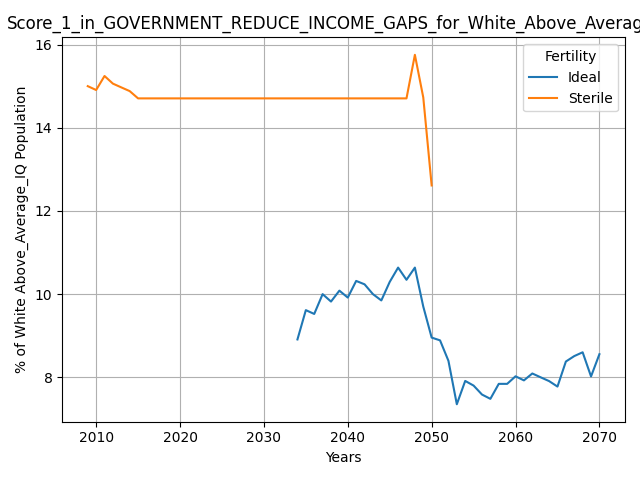 Score_1_in_GOVERNMENT_REDUCE_INCOME_GAPS_for_White_Above_Averag
16
14
12
10
8
% of White Above_Average_IQ Population
Fertility
Ideal
Sterile
2010 2020 2030 2040 2050 2060 2070
Years